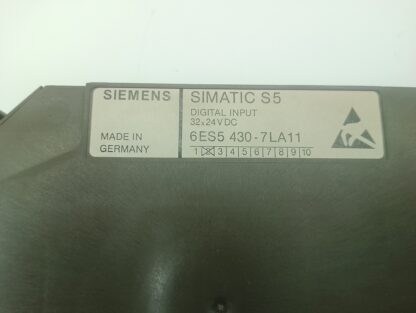 SIEMENS
SIMATIC S5
DIGITAL INPUT
32x24VDC
MADE IN
GERMANY
6ES5 430-7LA11
1 2 3 4 5 6 7 8 9 10